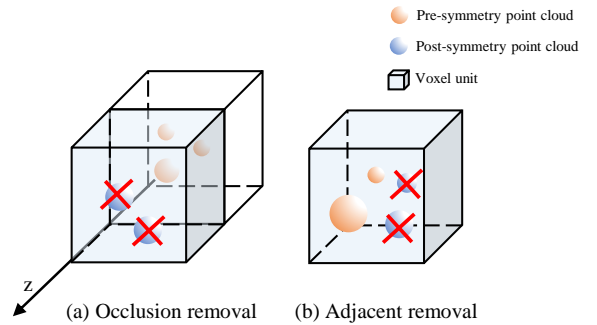 Pre-symmetry point cloud
Post-symmetry point cloud
Voxel unit
z
(a) Occlusion removal
(b) Adjacent removal